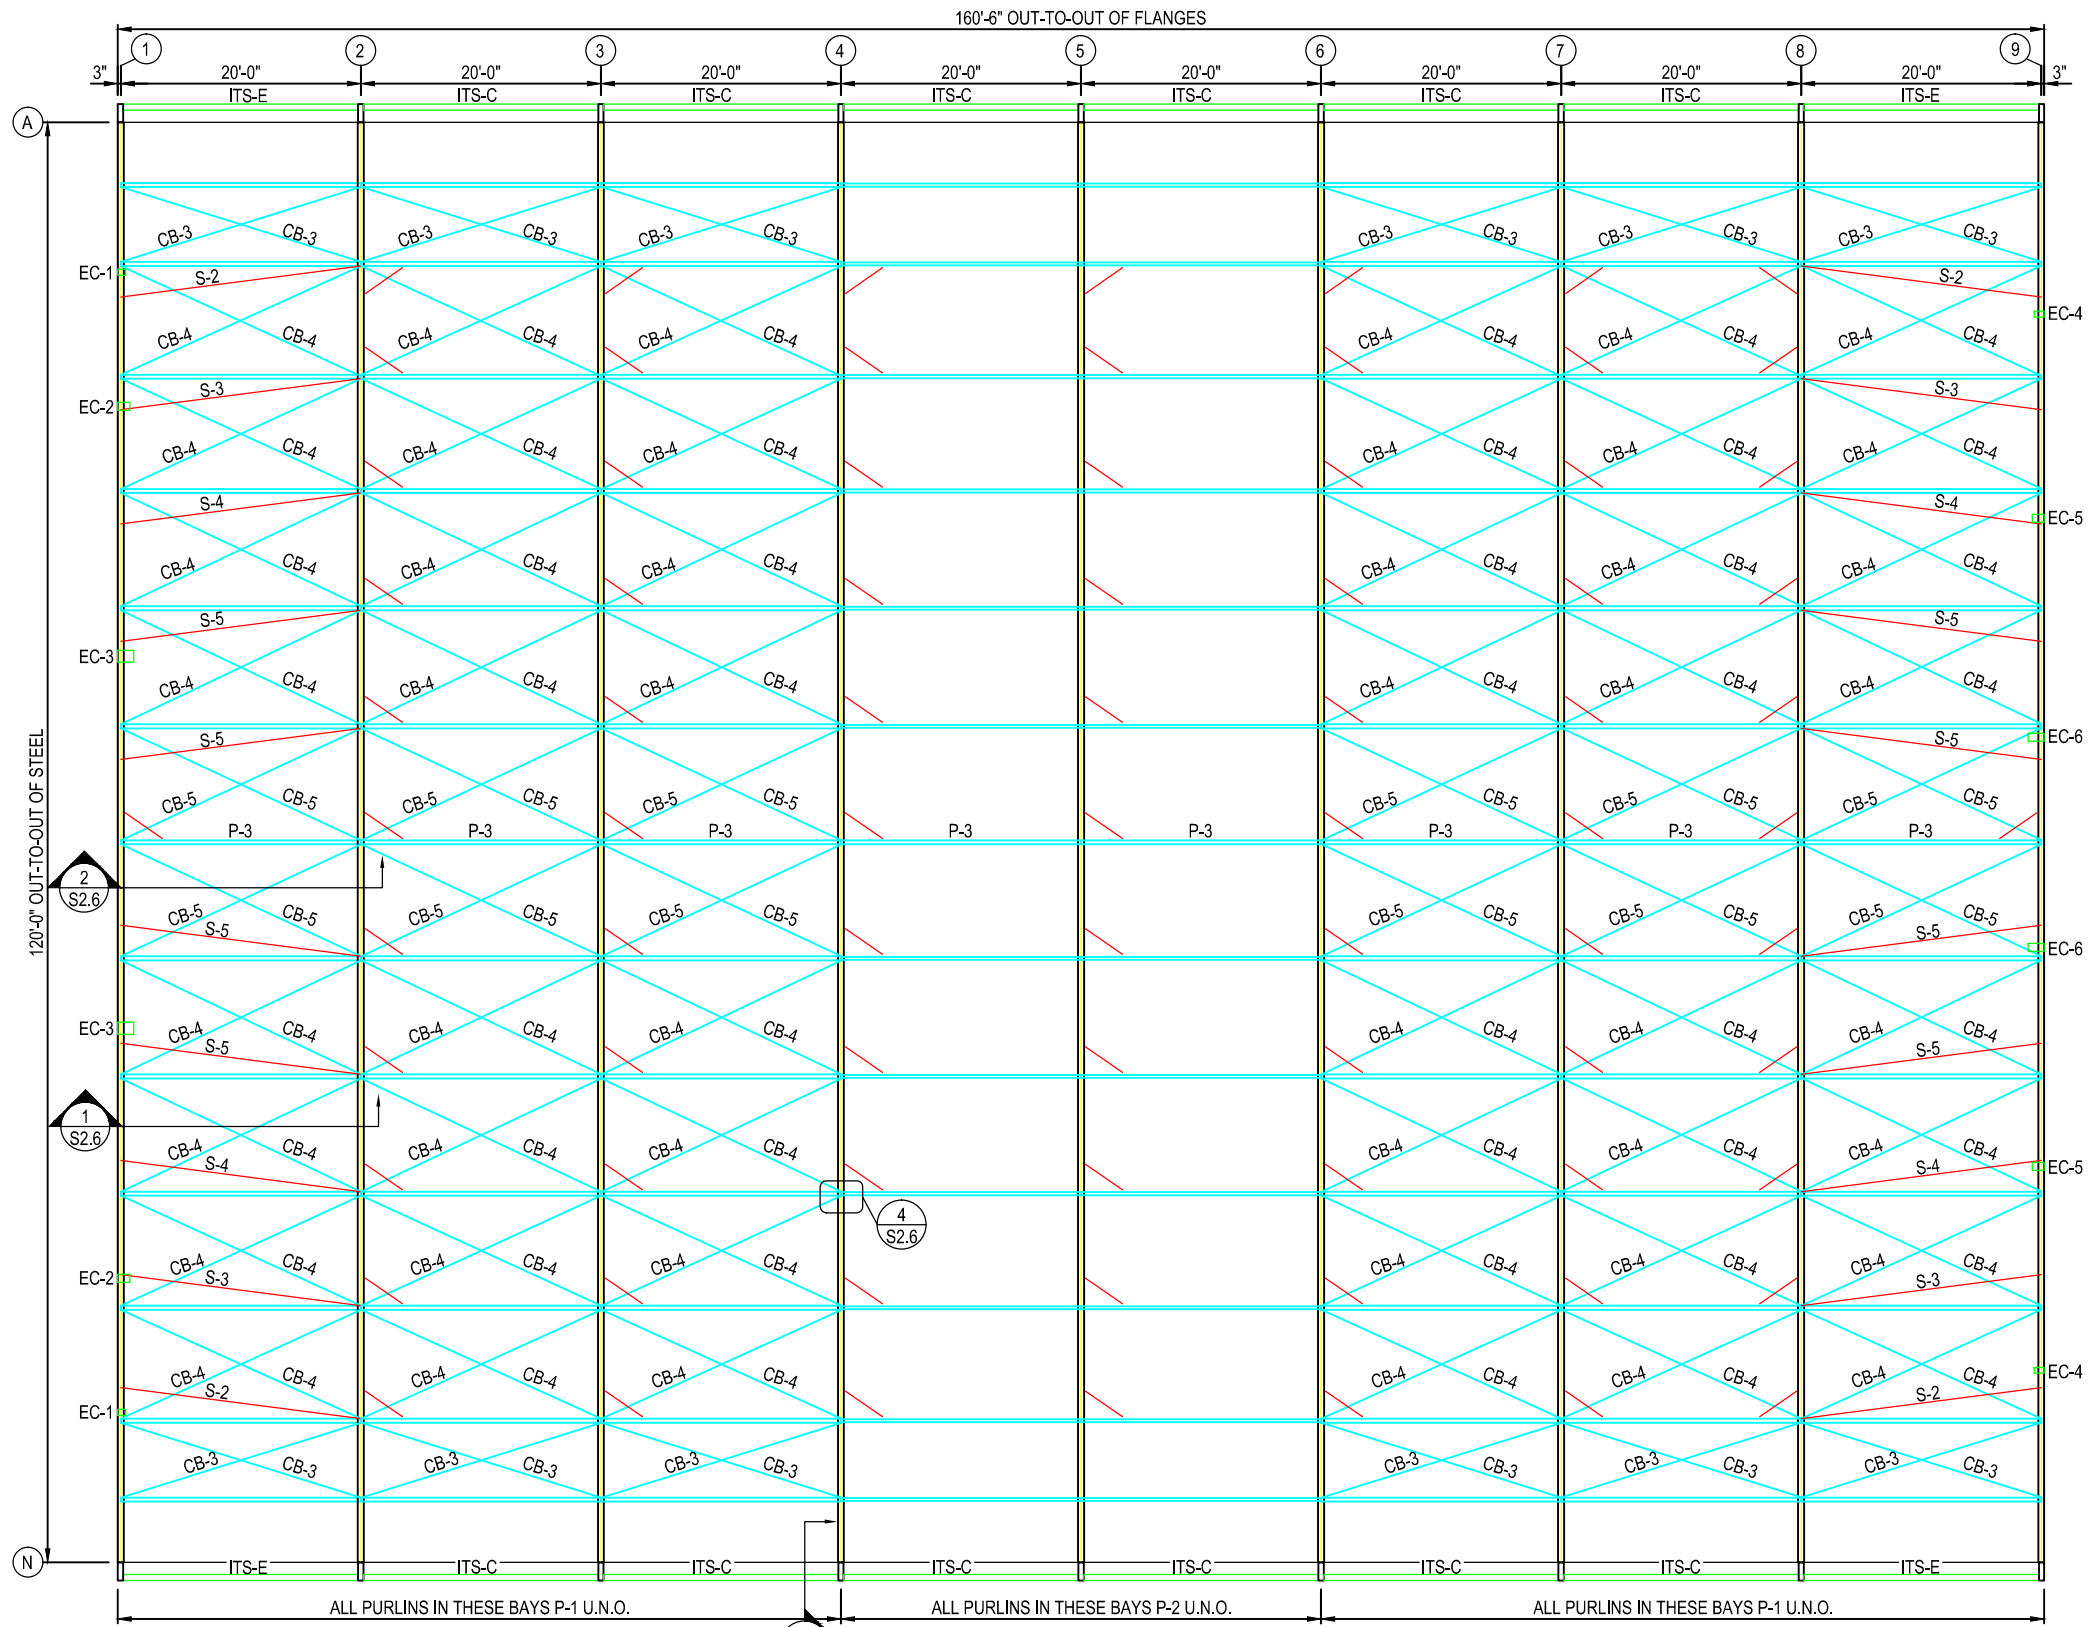 160'-6" OUT-TO-OUT OF FLANGES
1 2 3 4 5 6 7 8 9
3" 20'-0" 20'-0" 20'-0" 20'-0" 20'-0" 20'-0" 20'-0" 20'-0" 3"
ITS-E ITS-C ITS-C ITS-C ITS-C ITS-C ITS-C ITS-E
A
CB-3 CB-3 CB-3 CB-3 CB-3 CB-3 CB-3 CB-3 CB-3 CB-3 CB-3 CB-3
EC-1 S-2 S-2
EC-4
CB-4 CB-4 CB-4 CB-4 CB-4 CB-4 CB-4 CB-4 CB-4 CB-4 CB-4 CB-4
S-3 S-3
EC-2
CB-4 CB-4 CB-4 CB-4 CB-4 CB-4 CB-4 CB-4 CB-4 CB-4 CB-4 CB-4
S-4 S-4
EC-5
CB-4 CB-4 CB-4 CB-4 CB-4 CB-4 CB-4 CB-4 CB-4 CB-4 CB-4 CB-4
S-5 S-5
EC-3
CB-4 CB-4 CB-4 CB-4 CB-4 CB-4 CB-4 CB-4 CB-4 CB-4 CB-4 CB-4
S-5 S-5 EC-6
CB-5 CB-5 CB-5 CB-5 CB-5 CB-5 CB-5 CB-5 CB-5 CB-5 CB-5 CB-5
P-3 P-3 P-3 P-3 P-3 P-3 P-3 P-3
120'-0" OUT-TO-OUT OF STEEL
2
S2.6
CB-5 CB-5 CB-5 CB-5 CB-5 CB-5 CB-5 CB-5 CB-5 CB-5 CB-5 CB-5
S-5 S-5
EC-6
EC-3 CB-4 CB-4 CB-4 CB-4 CB-4 CB-4 CB-4 CB-4 CB-4 CB-4 CB-4 CB-4
S-5 S-5
1
S2.6
CB-4 CB-4 CB-4 CB-4 CB-4 CB-4 CB-4 CB-4 CB-4 CB-4 CB-4 CB-4
S-4 S-4 EC-5
4
S2.6
CB-4 CB-4 CB-4 CB-4 CB-4 CB-4 CB-4 CB-4 CB-4 CB-4 CB-4 CB-4
EC-2 S-3 S-3
CB-4 CB-4 CB-4 CB-4 CB-4 CB-4 CB-4 CB-4 CB-4 CB-4 CB-4 CB-4
EC-4
S-2 S-2
EC-1
CB-3 CB-3 CB-3 CB-3 CB-3 CB-3 CB-3 CB-3 CB-3 CB-3 CB-3 CB-3
N
ITS-E ITS-C ITS-C ITS-C ITS-C ITS-C ITS-C ITS-E
ALL PURLINS IN THESE BAYS P-1 U.N.O. ALL PURLINS IN THESE BAYS P-2 U.N.O. ALL PURLINS IN THESE BAYS P-1 U.N.O.